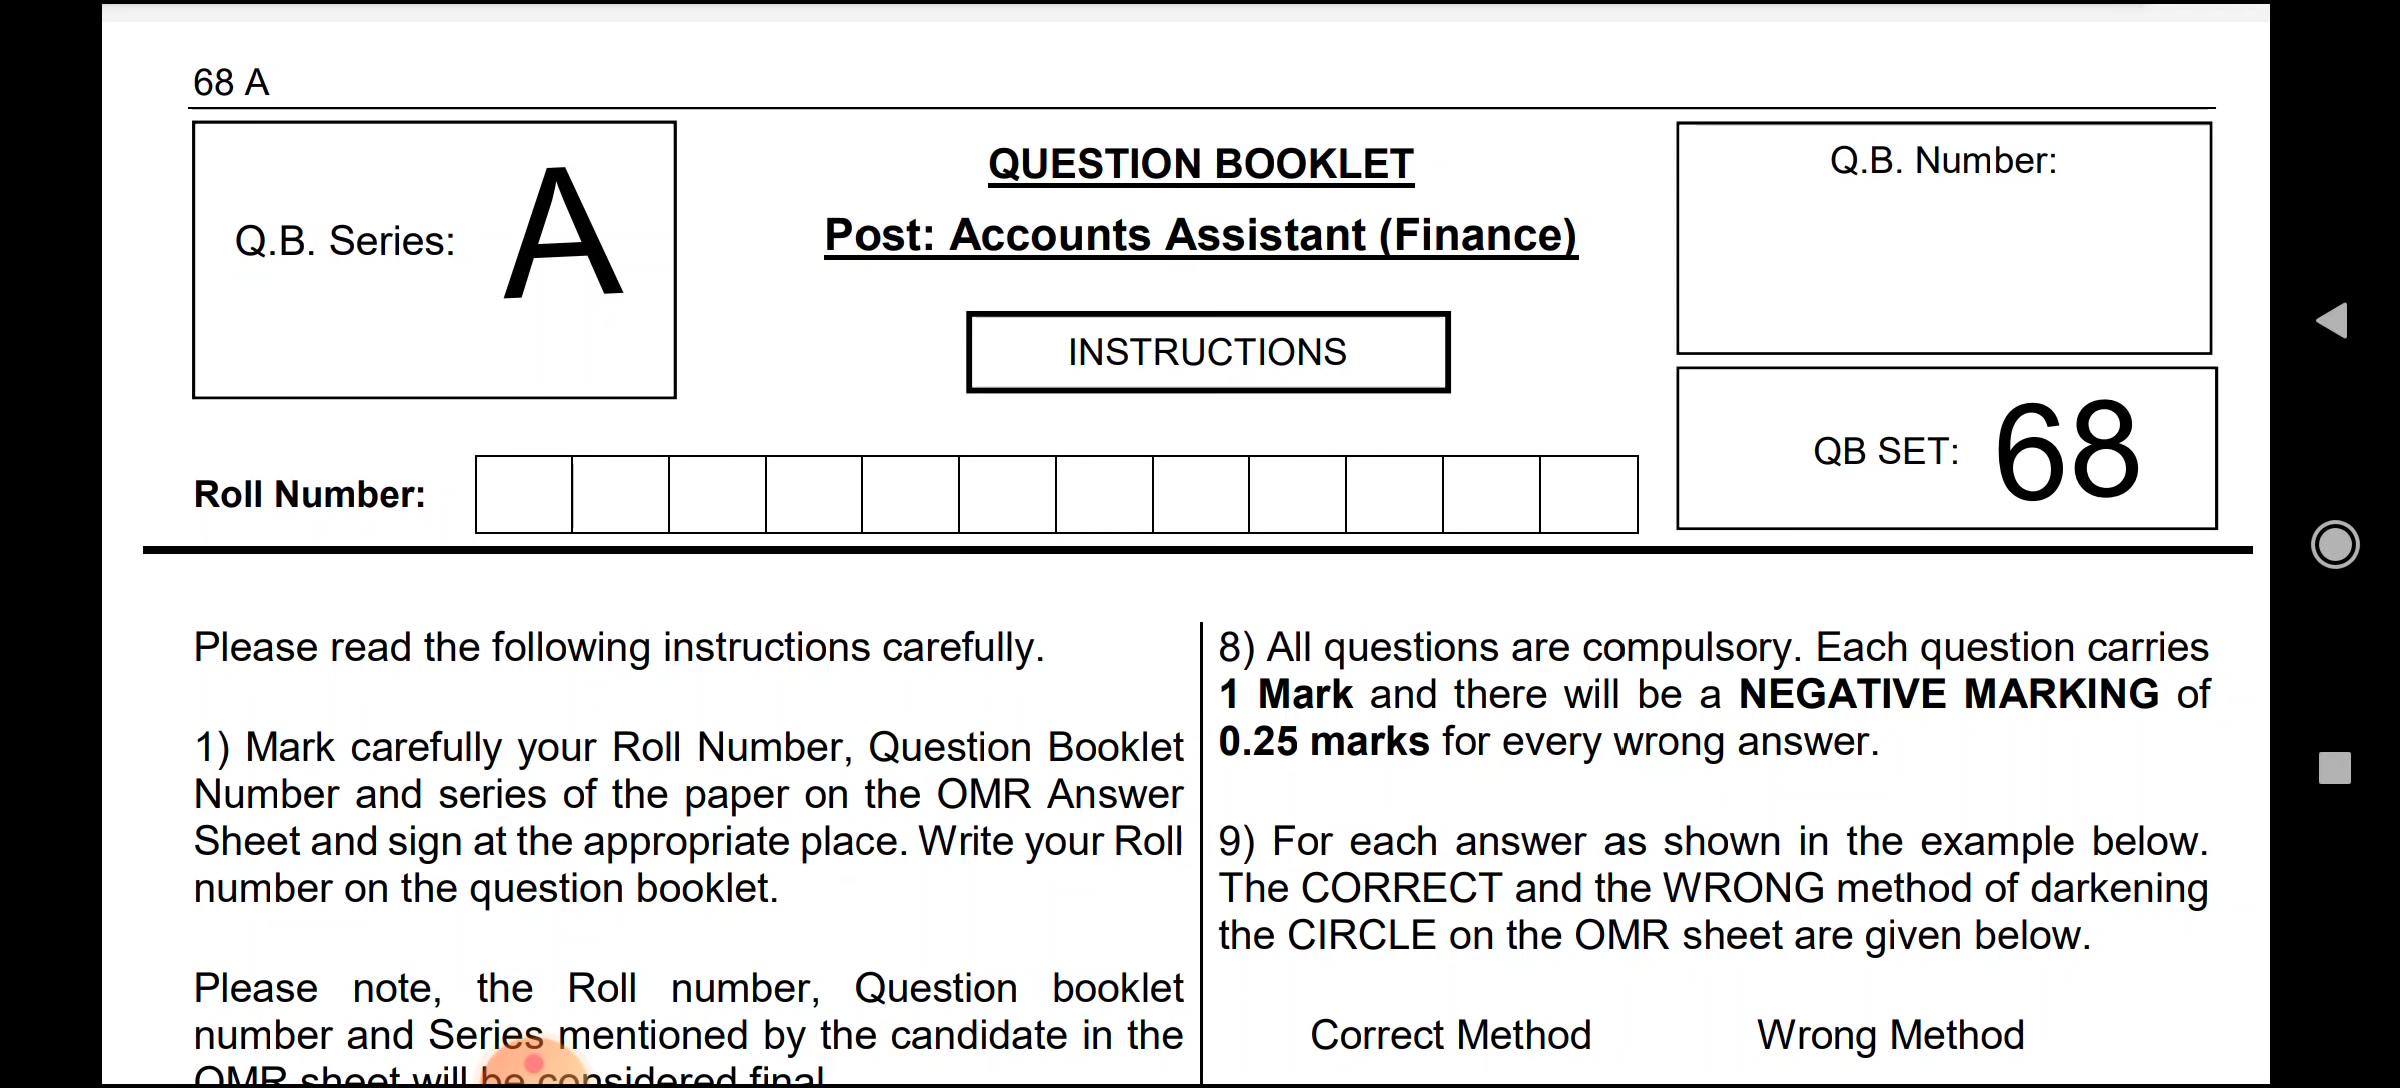 68 A
Q.B. Series: A
QUESTION BOOKLET
Post: Accounts Assistant (Finance)
INSTRUCTIONS
Q.B. Number:
QB SET: 68
Roll Number:
Please read the following instructions carefully.
1) Mark carefully your Roll Number, Question Booklet
Number and series of the paper on the OMR Answer
Sheet and sign at the appropriate place. Write your Roll
number on the question booklet.
Please note, the Roll number, Question booklet
number and Series mentioned by the candidate in the
OMR sheet will be considered final.
8) All questions are compulsory. Each question carries
1 Mark and there will be a NEGATIVE MARKING of
0.25 marks for every wrong answer.
9) For each answer as shown in the example below.
The CORRECT and the WRONG method of darkening
the CIRCLE on the OMR sheet are given below.
Correct Method Wrong Method